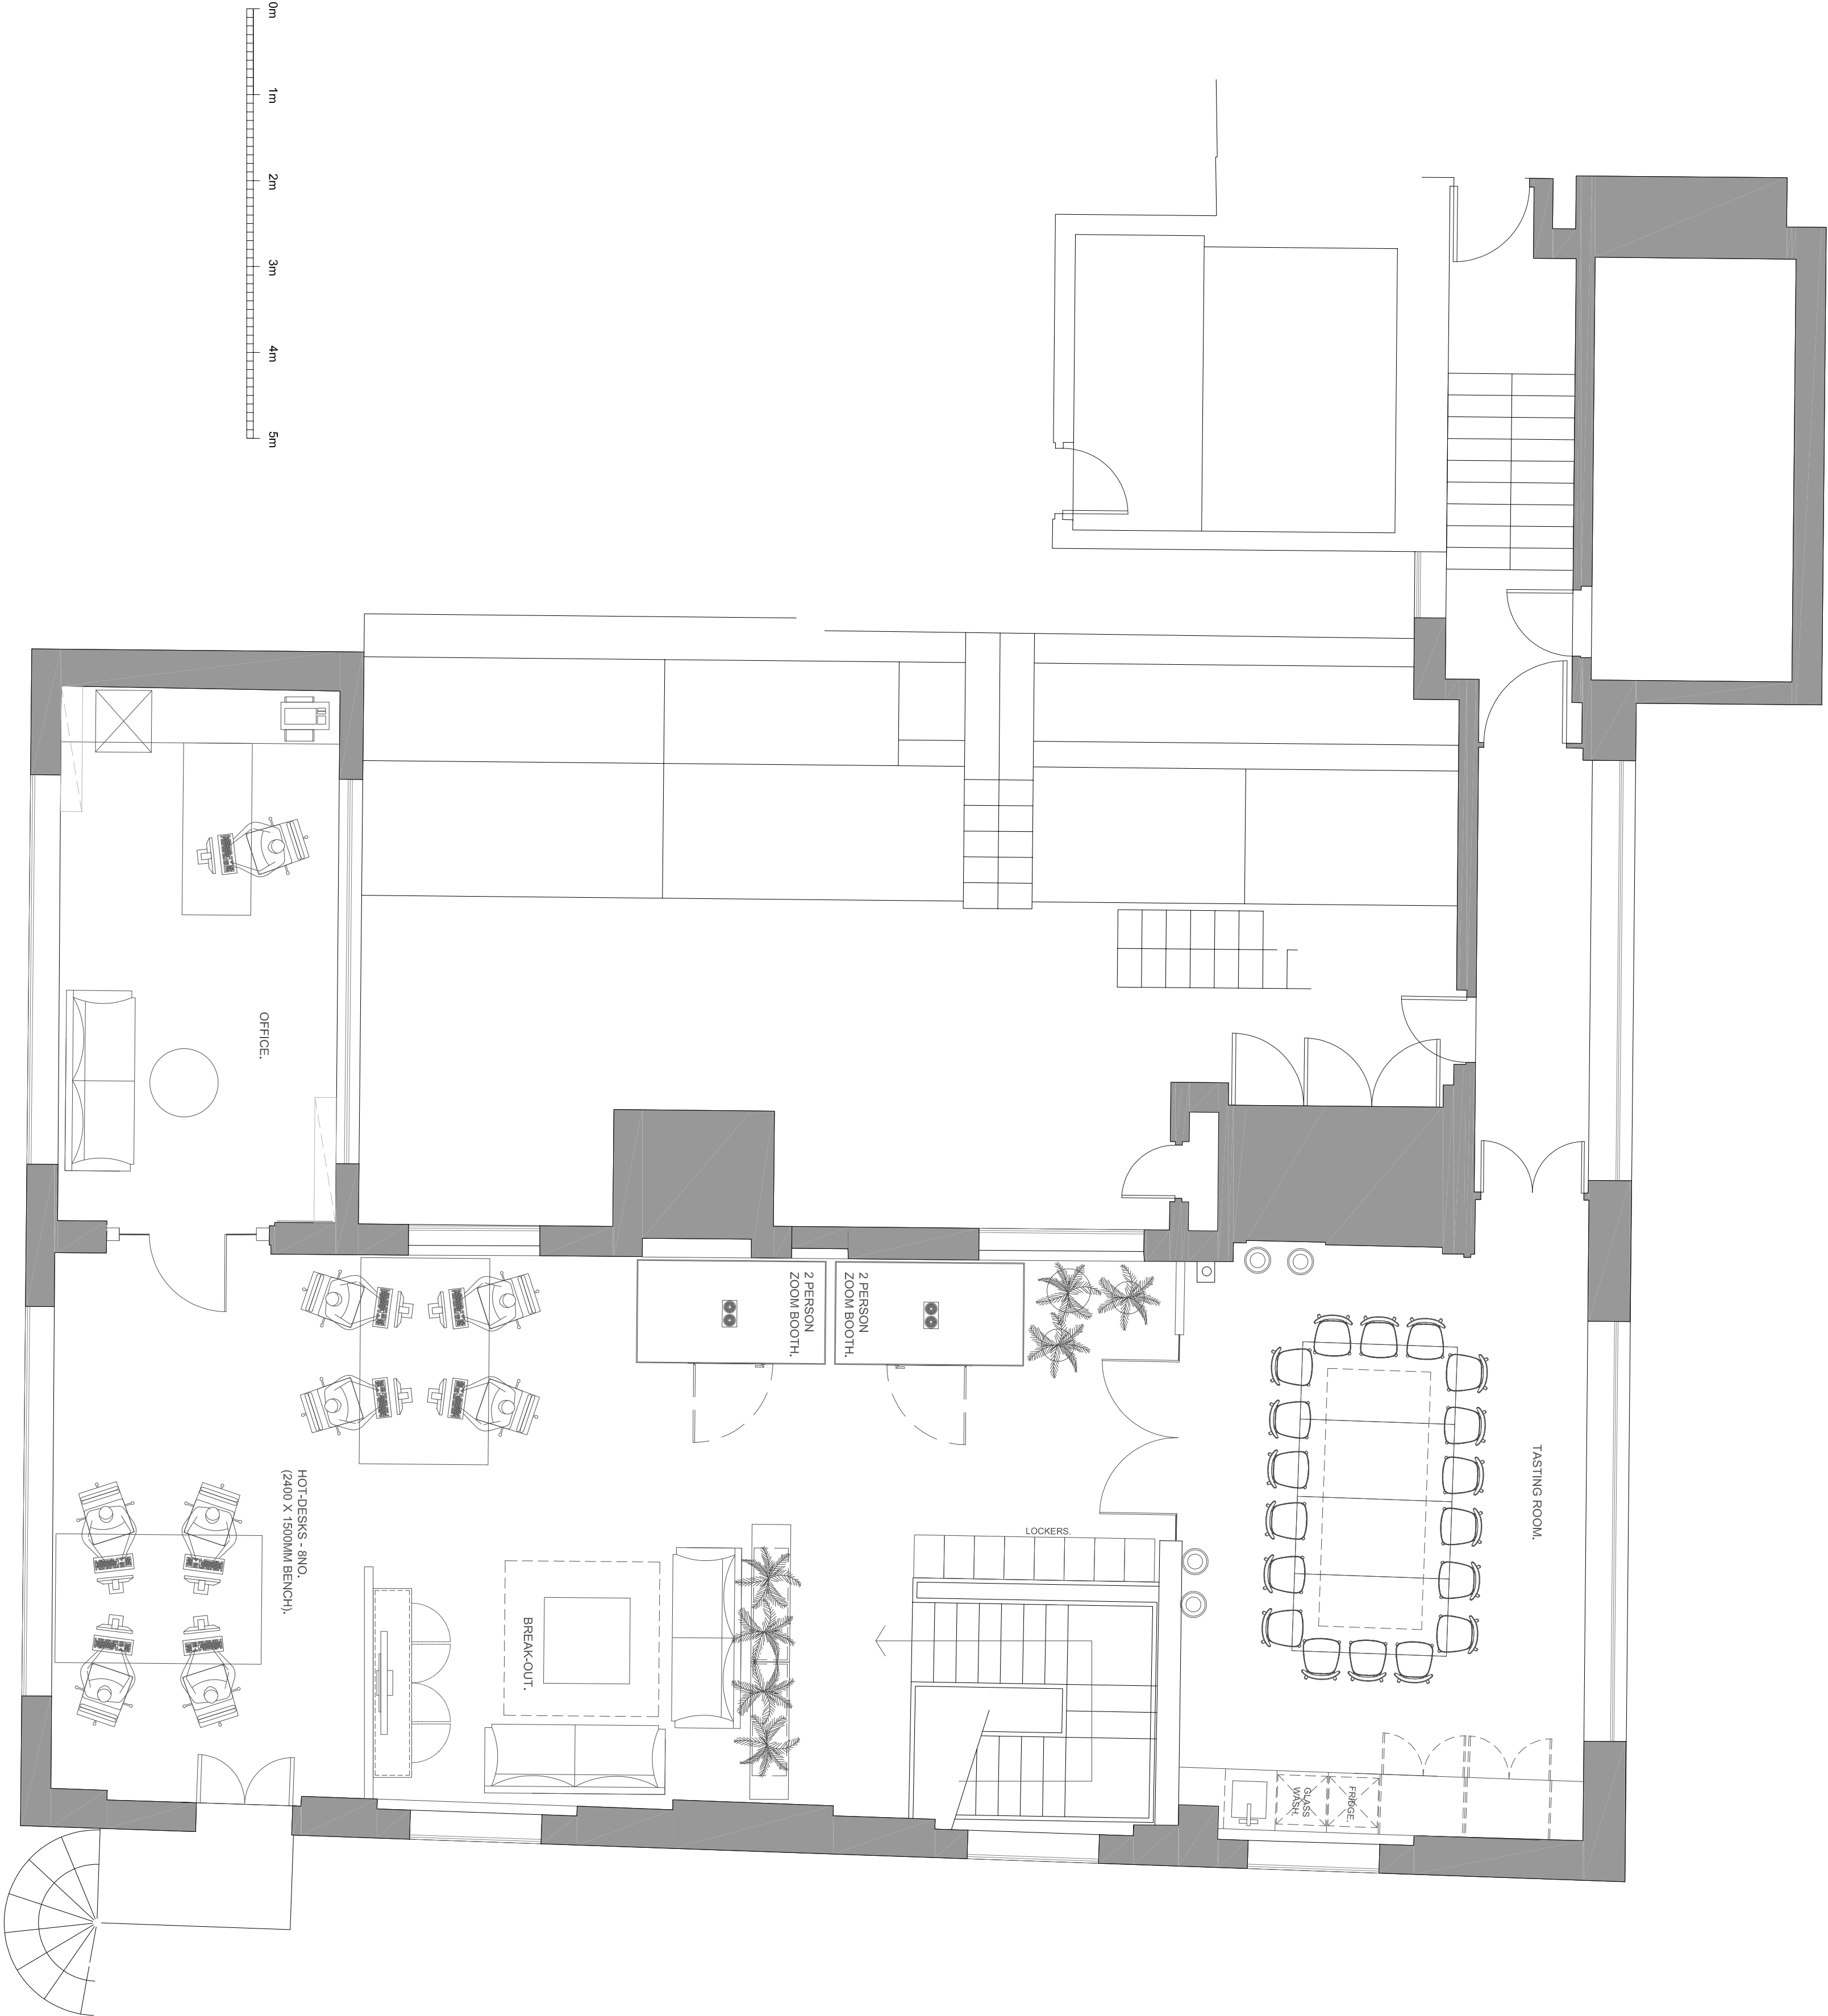 0m
1m
2m
3m
4m
5m
OFFICE.
2 PERSON
ZOOM BOOTH.
2 PERSON
ZOOM BOOTH.
TASTING ROOM.
HOT-DESKS - 8NO.
(2400 X 1500MM BENCH).
LOCKERS.
BREAK-OUT.
GLASS
WASH.
FRIDGE.